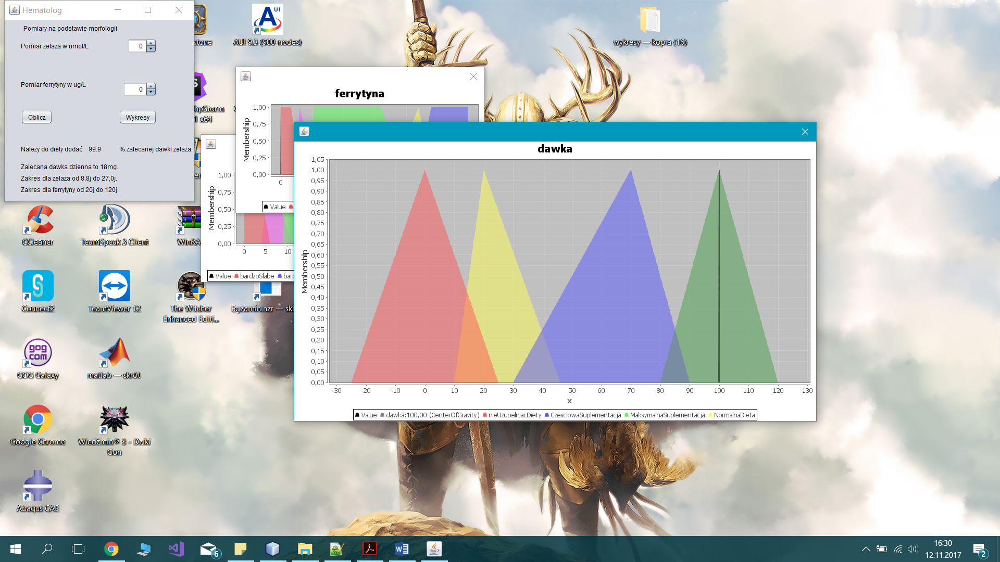 Hematolog
Pomiary na podstawie morfologii
Pomiar żelaza w umol/L 0
Pomiar ferrytyny w ug/L 0
Oblicz Wykresy
Należy do diety dodać 99.9 % zalecanej dawki żelaza.
Zalecana dawka dzienna to 18mg.
Zakres dla żelaza od 8,8j do 27,0j.
Zakres dla ferrytyny od 20j do 120j.
stone
AUI
AUI 9.3 (900-nodes)
wykresy — kopia (16)
hpStorm
1 x64
ferrytyna
Membership
1,00
0,75
0,50
0,25
0,00
0
Value
Membership
1,00
0,75
0,50
0,25
0,00
0 5 10
Value bardzoSlabe
dawka
Membership
1,05
1,00
0,95
0,90
0,85
0,80
0,75
0,70
0,65
0,60
0,55
0,50
0,45
0,40
0,35
0,30
0,25
0,20
0,15
0,10
0,05
0,00
-30 -20 -10 0 10 20 30 40 50 60 70 80 90 100 110 120 130
x
Value dawka:100,00 (CenterOfGravity) nieUzupelniacDiety CzesciowaSuplementacja MaksymalnaSuplementacja NormalnaDieta
CCleaner
TeamSpeak 3 Client
WinRA
Connect2
TeamViewer 12
The Witcher
Enhanced Editi...
EgzaminInzr — skr
GOG COM
GOG Galaxy
matlab — skrót
Google Chrome
Wiedźmin® 3 - Dziki
Gon
Abaqus CAE
6
16:30
12.11.2017
2